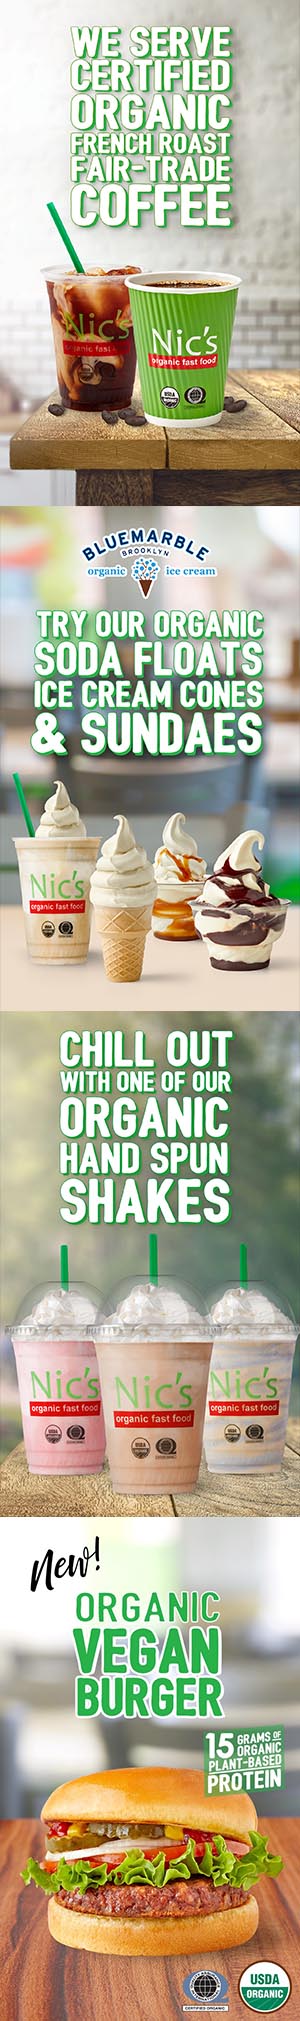 WE SERVE
CERTIFIED
ORGANIC
FRENCH ROAST
FAIR-TRADE
COFFEE
Nic's
organic fast
Nic's
organic fast food
USDA
ORGANIC
BLUEMARBLE
BROOKLYN
organic ice cream
TRY OUR ORGANIC
SODA FLOATS
ICE CREAM CONES
& SUNDAES
Nic's
organic fast food
CHILL OUT
WITH ONE OF OUR
ORGANIC
HAND SPUN
SHAKES
Nic's
organic fast food
Nic's
organic fast food
Nic's
organic fast food
New!
ORGANIC
VEGAN
BURGER
15 GRAMS OF
ORGANIC
PLANT-BASED
PROTEIN
CERTIFIED ORGANIC
USDA
ORGANIC